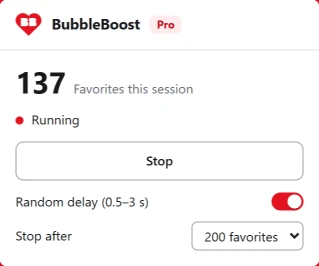 BubbleBoost Pro
137 Favorites this session
Running
Stop
Random delay (0.5–3 s)
Stop after 200 favorites